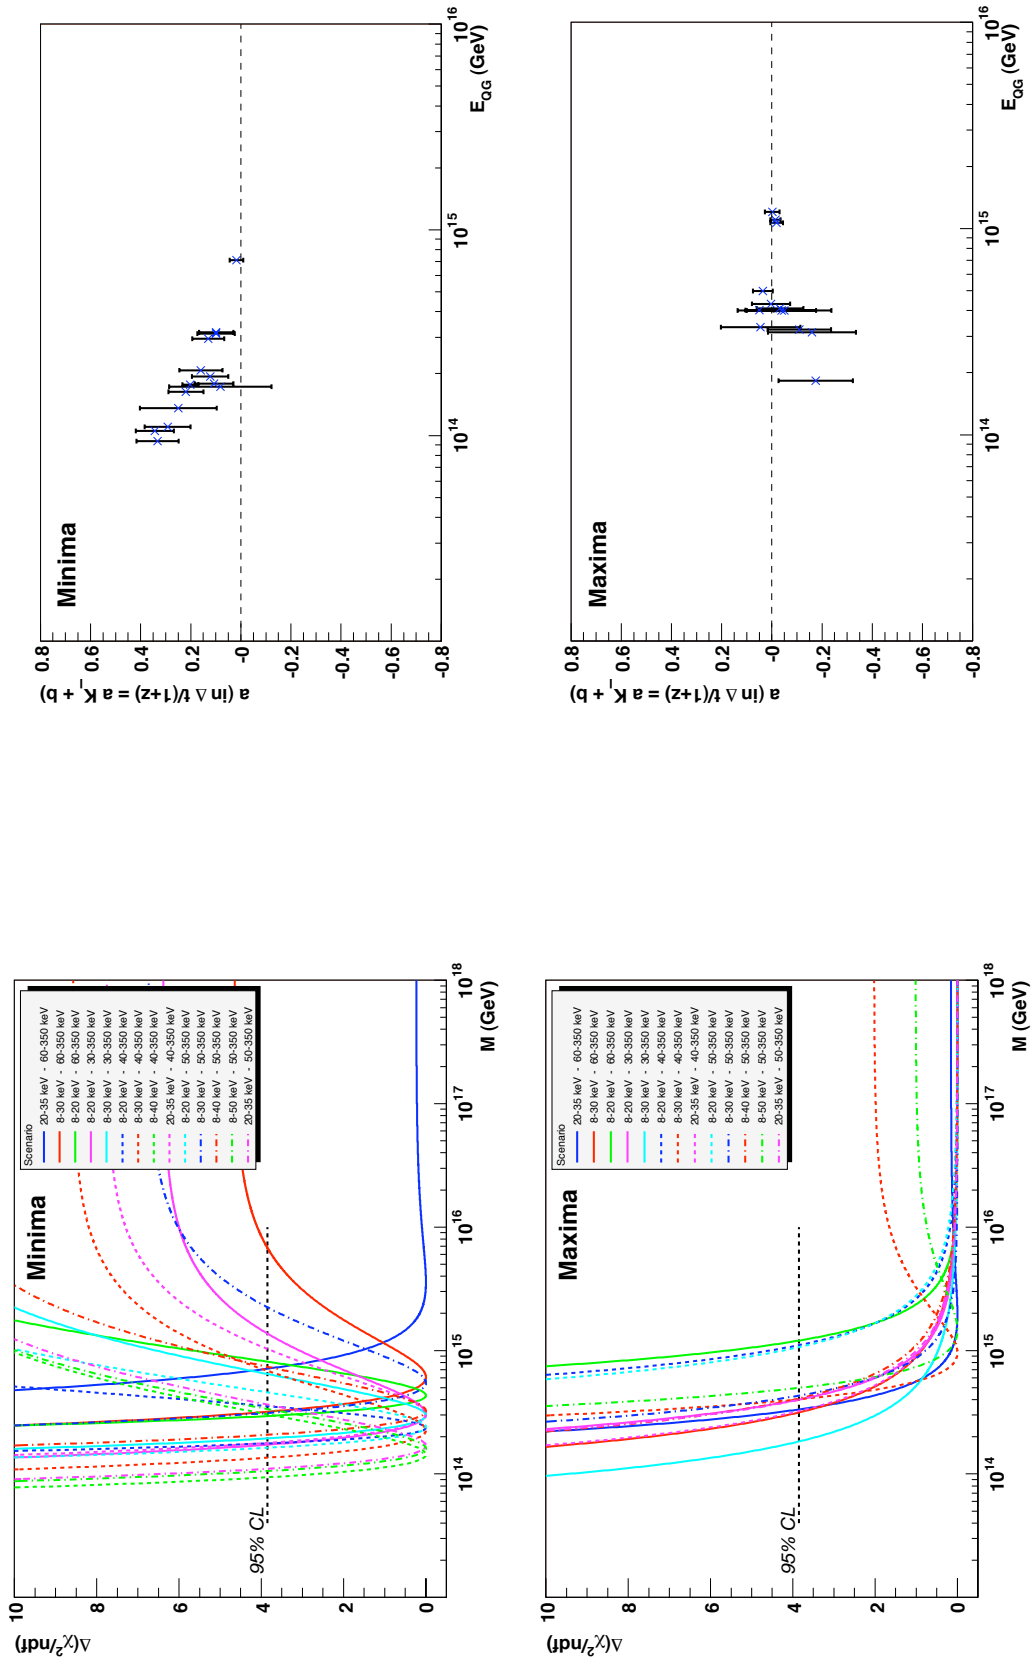 Δ(χ²/ndf)
10
8
6
4
2
0
Minima
95% CL
Scenario
20-35 keV - 60-350 keV
8-30 keV - 60-350 keV
8-20 keV - 60-350 keV
8-20 keV - 30-350 keV
8-30 keV - 30-350 keV
8-20 keV - 40-350 keV
8-30 keV - 40-350 keV
8-40 keV - 40-350 keV
20-35 keV - 40-350 keV
8-20 keV - 50-350 keV
8-30 keV - 50-350 keV
8-40 keV - 50-350 keV
8-50 keV - 50-350 keV
20-35 keV - 50-350 keV
10¹⁴ 10¹⁵ 10¹⁶ 10¹⁷ 10¹⁸
M (GeV)
a (in Δ t/(1+z) = a K_l + b)
0.8
0.6
0.4
0.2
-0
-0.2
-0.4
-0.6
-0.8
Minima
10¹⁴ 10¹⁵ 10¹⁶
E_QG (GeV)
Δ(χ²/ndf)
10
8
6
4
2
0
Maxima
95% CL
Scenario
20-35 keV - 60-350 keV
8-30 keV - 60-350 keV
8-20 keV - 60-350 keV
8-20 keV - 30-350 keV
8-30 keV - 30-350 keV
8-20 keV - 40-350 keV
8-30 keV - 40-350 keV
20-35 keV - 40-350 keV
8-20 keV - 50-350 keV
8-30 keV - 50-350 keV
8-40 keV - 50-350 keV
8-50 keV - 50-350 keV
20-35 keV - 50-350 keV
10¹⁴ 10¹⁵ 10¹⁶ 10¹⁷ 10¹⁸
M (GeV)
a (in Δ t/(1+z) = a K_l + b)
0.8
0.6
0.4
0.2
-0
-0.2
-0.4
-0.6
-0.8
Maxima
10¹⁴ 10¹⁵ 10¹⁶
E_QG (GeV)